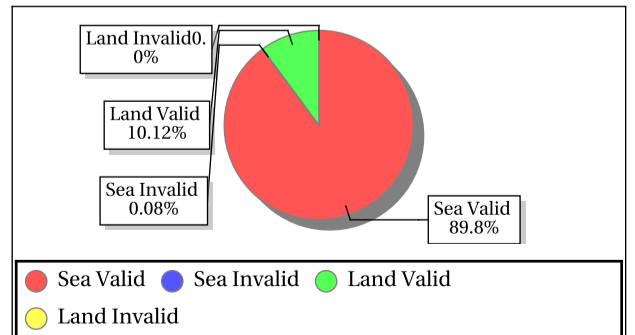 Land Invalid0.
0%
Land Valid
10.12%
Sea Invalid
0.08%
Sea Valid
89.8%
Sea Valid Sea Invalid Land Valid
Land Invalid